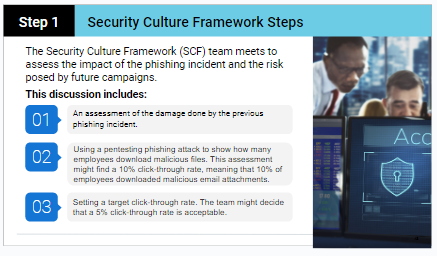 Step 1
Security Culture Framework Steps
The Security Culture Framework (SCF) team meets to
assess the impact of the phishing incident and the risk
posed by future campaigns.
This discussion includes:
01
An assessment of the damage done by the previous
phishing incident.
02
Using a pentesting phishing attack to show how many
employees download malicious files. This assessment
might find a 10% click-through rate, meaning that 10% of
employees downloaded malicious email attachments.
03
Setting a target click-through rate. The team might decide
that a 5% click-through rate is acceptable.
Acc